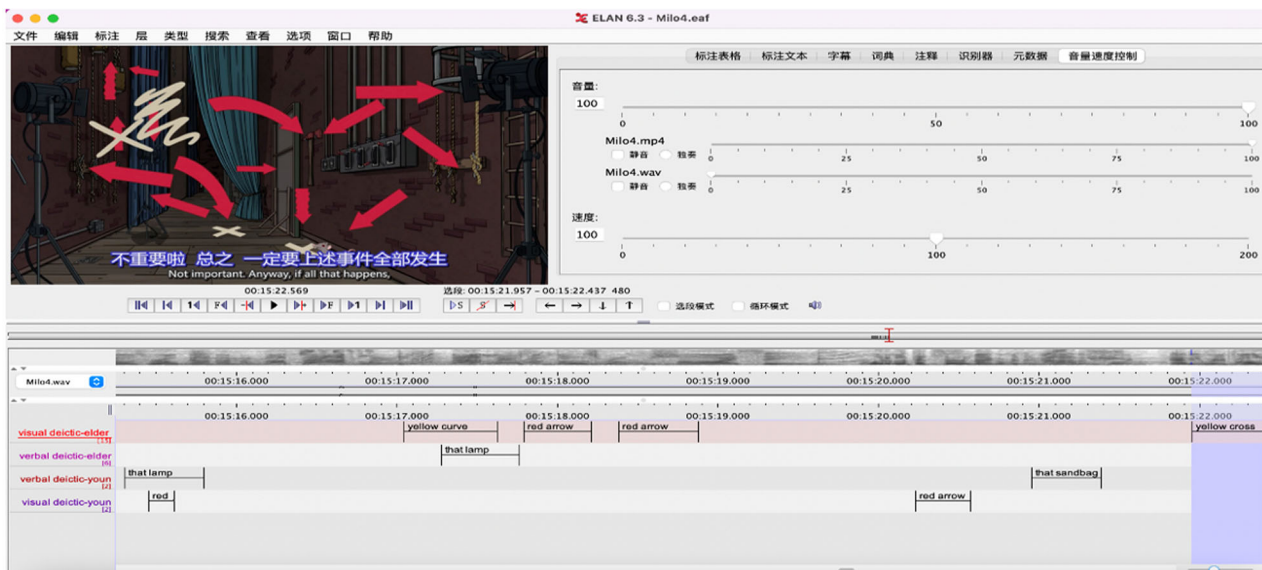 ELAN 6.3 - Milo4.eaf
文件 编辑 标注 层 类型 搜索 查看 选项 窗口 帮助
标注表格 标注文本 字幕 词典 注释 识别器 元数据 音量速度控制
音量:
100
0 50 100
Milo4.mp4
静音 独奏 0 25 50 75 100
Milo4.wav
静音 独奏 0 25 50 75 100
速度:
100
0 100 200
不重要啦 总之 一定要上述事件全部发生
Not important. Anyway, if all that happens,
00:15:22.569
选段: 00:15:21.957 - 00:15:22.437 480
1 F F 1 S S 选段模式 循环模式
Milo4.wav
00:15:16.000 00:15:17.000 00:15:18.000 00:15:19.000 00:15:20.000 00:15:21.000 00:15:22.000
00:15:16.000 00:15:17.000 00:15:18.000 00:15:19.000 00:15:20.000 00:15:21.000 00:15:22.000
visual deictic-elder yellow curve red arrow red arrow yellow cross
[13]
verbal deictic-elder that lamp
[6]
verbal deictic-youn that lamp that sandbag
[2]
visual deictic-youn red red arrow
[2]